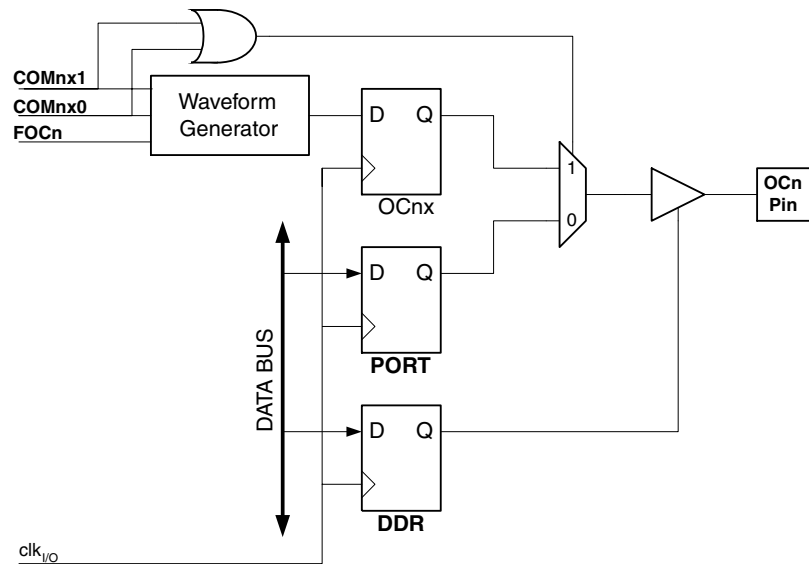 COMnx1
COMnx0
FOCn
Waveform
Generator
D Q
OCnx
1
0
OCn
Pin
D Q
PORT
DATA BUS
D Q
DDR
clkI/O